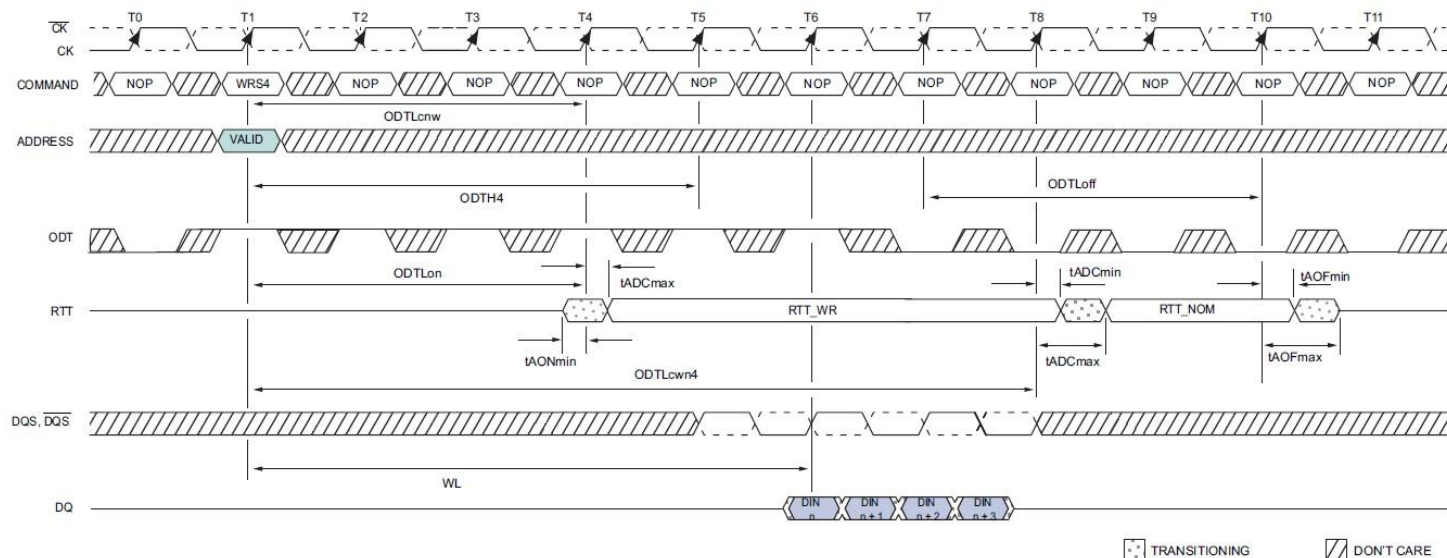 T0 T1 T2 T3 T4 T5 T6 T7 T8 T9 T10 T11
CK
CK
COMMAND NOP WRS4 NOP NOP NOP NOP NOP NOP NOP NOP NOP NOP
ODTLcnw
ADDRESS VALID
ODTH4 ODTLoff
ODT
ODTLon tADCmax tADCmin tAOFmin
RTT RTT_WR RTT_NOM
tAONmin tADCmax tAOFmax
ODTLcwn4
DQS, DQS
WL
DQ DIN n DIN n + 1 DIN n + 2 DIN n + 3
TRANSITIONING DON'T CARE